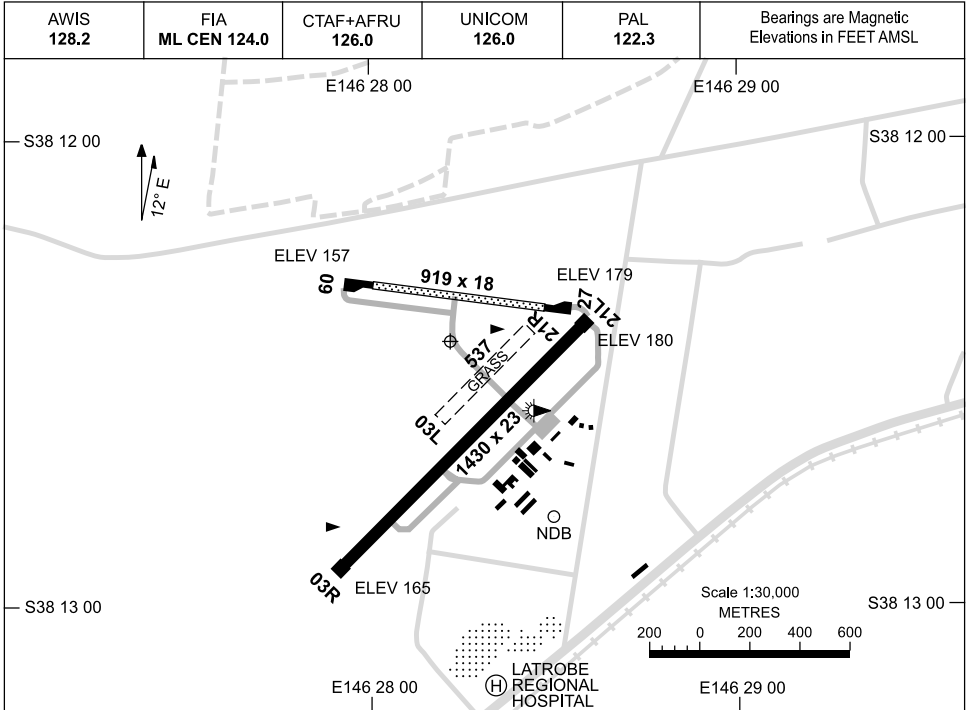 AWIS
128.2
FIA
ML CEN 124.0
CTAF+AFRU
126.0
UNICOM
126.0
PAL
122.3
Bearings are Magnetic
Elevations in FEET AMSL
E146 28 00
E146 29 00
S38 12 00
S38 12 00
12° E
ELEV 157
09
919 x 18
ELEV 179
27
21L
ELEV 180
21R
537
GRASS
03L
1430 x 23
NDB
03R
ELEV 165
S38 13 00
Scale 1:30,000
METRES
200 0 200 400 600
S38 13 00
E146 28 00
H
LATROBE
REGIONAL
HOSPITAL
E146 29 00